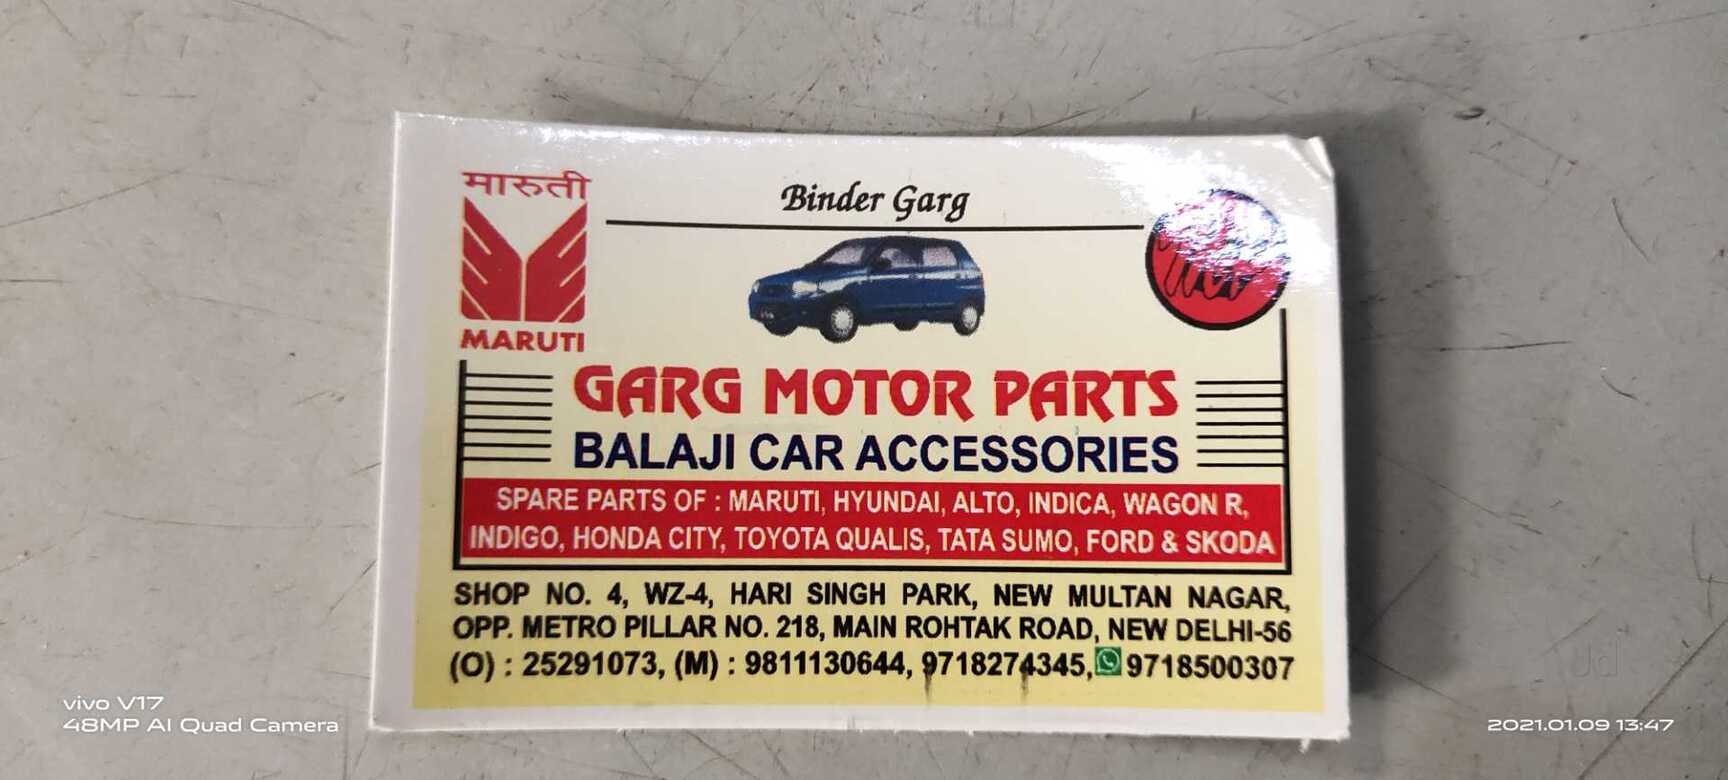 मारुती
MARUTI
Binder Garg
GARG MOTOR PARTS
BALAJI CAR ACCESSORIES
SPARE PARTS OF : MARUTI, HYUNDAI, ALTO, INDICA, WAGON R,
INDIGO, HONDA CITY, TOYOTA QUALIS, TATA SUMO, FORD & SKODA
SHOP NO. 4, WZ-4, HARI SINGH PARK, NEW MULTAN NAGAR,
OPP. METRO PILLAR NO. 218, MAIN ROHTAK ROAD, NEW DELHI-56
(O) : 25291073, (M) : 9811130644, 9718274345, 9718500307
vivo V17
48MP AI Quad Camera
Jd
2021.01.09 13:47